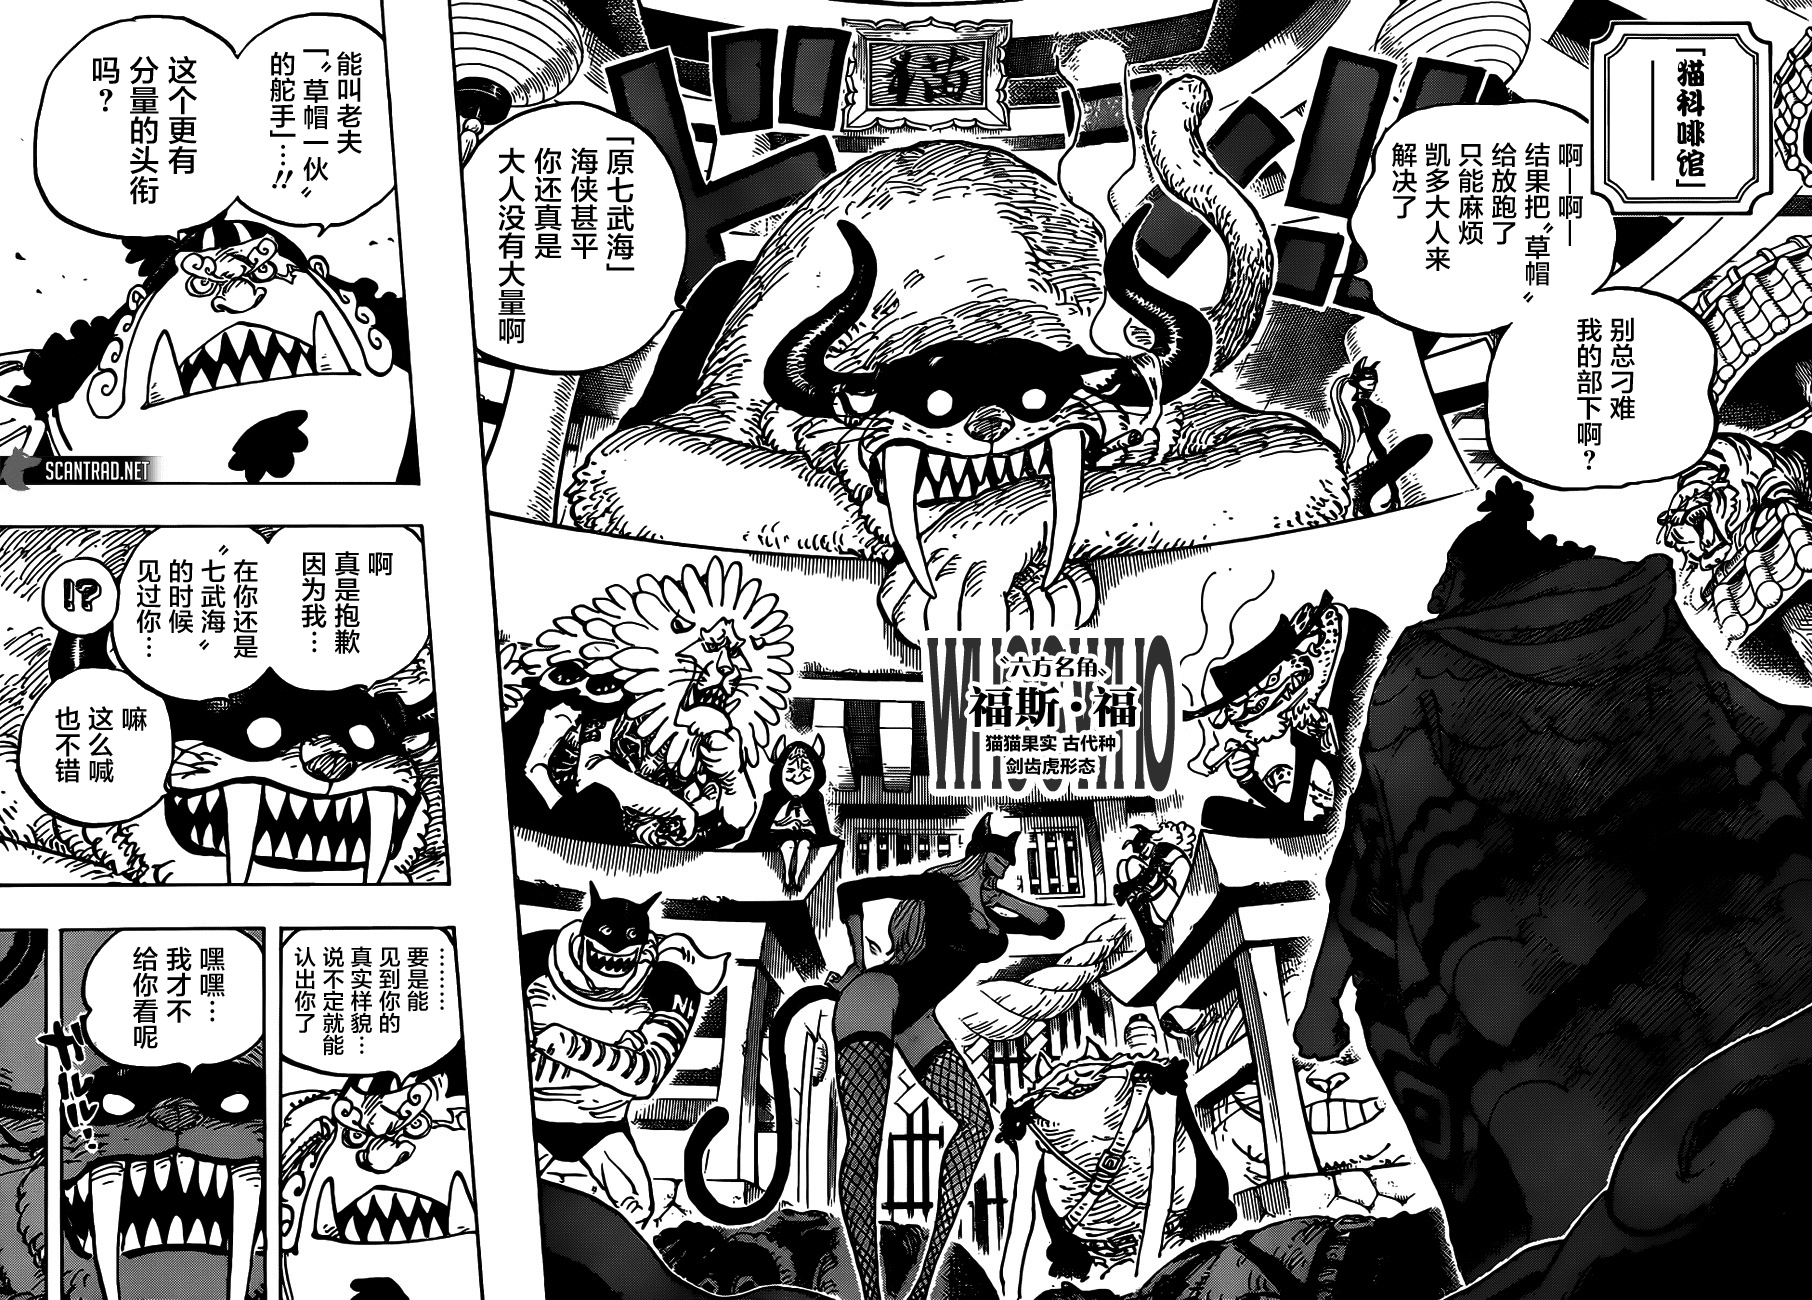 「猫科啡馆」
啊——啊——
结果把〝草帽〟
给放跑了
只能麻烦
凯多大人来
解决了
别总刁难
我的部下啊?
猫
「原七武海」
海侠甚平
你还真是
大人没有大量啊
WHO'S WHO
〝六方名角〟
福斯·福
猫猫果实 古代种
剑齿虎形态
能叫老夫
「〝草帽一伙〟
的舵手」…!!
这个更有
分量的头衔
吗?
SCANTRAD.NET
啊
真是抱歉
因为我…
在你还是
〝七武海〟
的时候
见过你…
!?
嘛
这么喊
也不错
………
要是能
见到你的
真实样貌…
说不定就能
认出你了
嘿嘿…
我才不
给你看呢